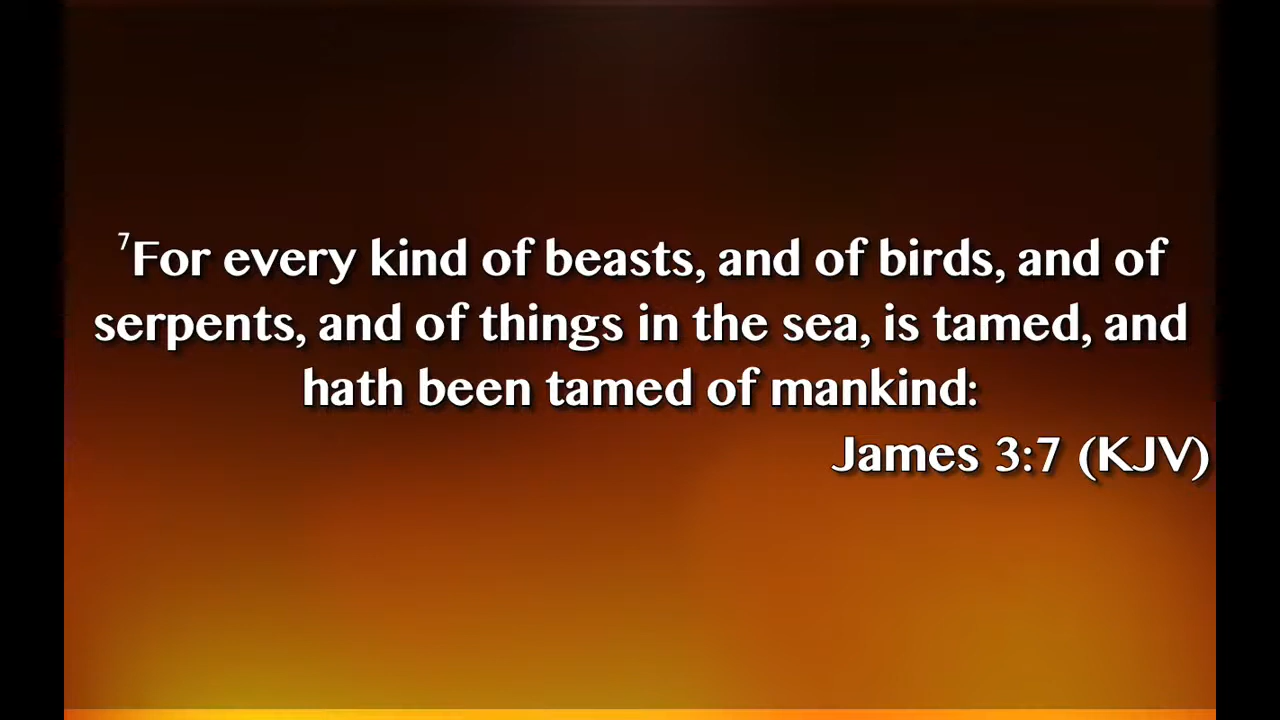 7For every kind of beasts, and of birds, and of
serpents, and of things in the sea, is tamed, and
hath been tamed of mankind:
James 3:7 (KJV)